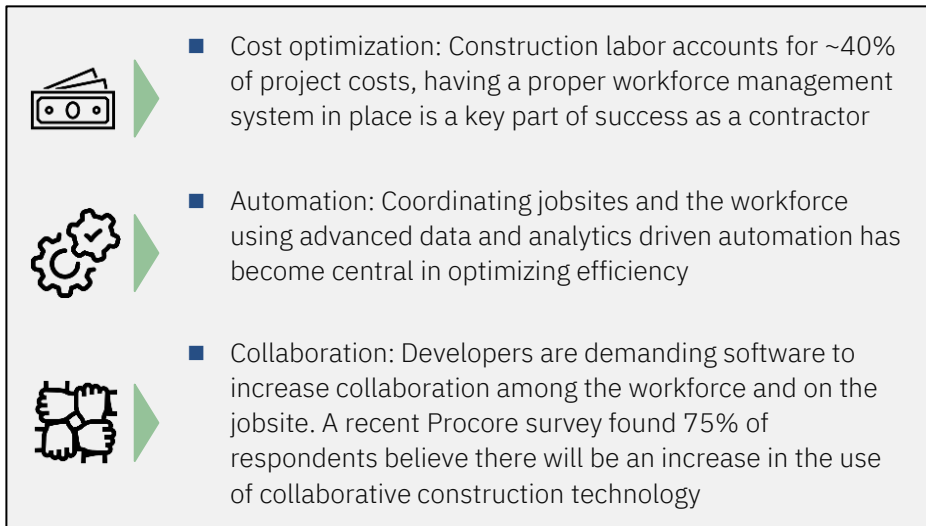 ■ Cost optimization: Construction labor accounts for ~40%
of project costs, having a proper workforce management
system in place is a key part of success as a contractor
■ Automation: Coordinating jobsites and the workforce
using advanced data and analytics driven automation has
become central in optimizing efficiency
■ Collaboration: Developers are demanding software to
increase collaboration among the workforce and on the
jobsite. A recent Procore survey found 75% of
respondents believe there will be an increase in the use
of collaborative construction technology